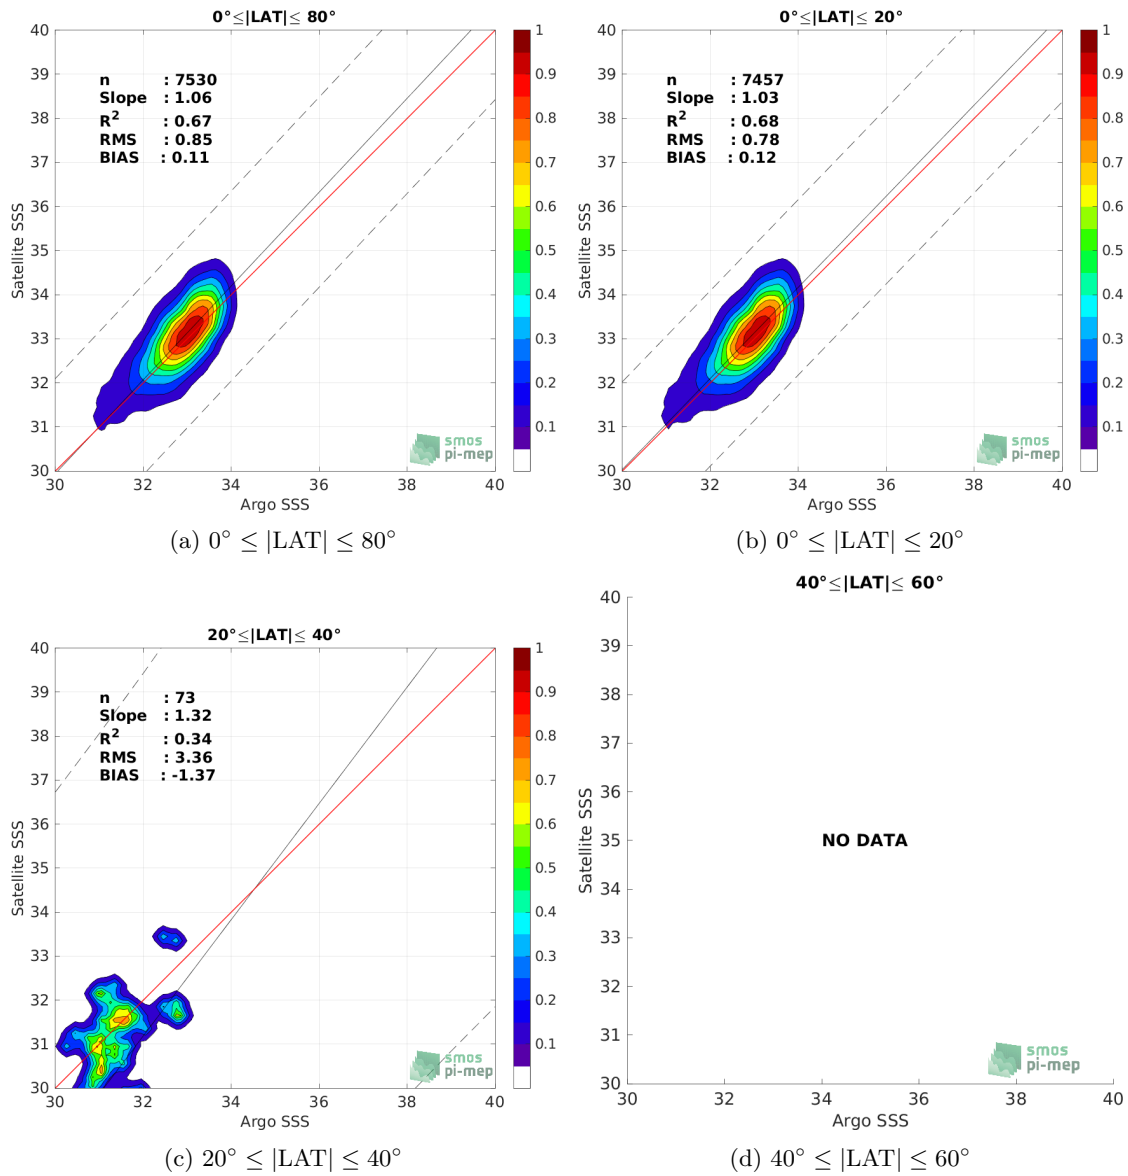 0°≤|LAT|≤ 80°
n : 7530
Slope : 1.06
R² : 0.67
RMS : 0.85
BIAS : 0.11
40
39
38
37
36
35
34
33
32
31
30
Satellite SSS
30 32 34 36 38 40
Argo SSS
1
0.9
0.8
0.7
0.6
0.5
0.4
0.3
0.2
0.1
smos
pi-mep
(a) 0° ≤ |LAT| ≤ 80°
0°≤|LAT|≤ 20°
n : 7457
Slope : 1.03
R² : 0.68
RMS : 0.78
BIAS : 0.12
40
39
38
37
36
35
34
33
32
31
30
Satellite SSS
30 32 34 36 38 40
Argo SSS
1
0.9
0.8
0.7
0.6
0.5
0.4
0.3
0.2
0.1
smos
pi-mep
(b) 0° ≤ |LAT| ≤ 20°
20°≤|LAT|≤ 40°
n : 73
Slope : 1.32
R² : 0.34
RMS : 3.36
BIAS : -1.37
40
39
38
37
36
35
34
33
32
31
30
Satellite SSS
30 32 34 36 38 40
Argo SSS
1
0.9
0.8
0.7
0.6
0.5
0.4
0.3
0.2
0.1
smos
pi-mep
(c) 20° ≤ |LAT| ≤ 40°
40°≤|LAT|≤ 60°
40
39
38
37
36
35
34
33
32
31
30
Satellite SSS
NO DATA
30 32 34 36 38 40
Argo SSS
smos
pi-mep
(d) 40° ≤ |LAT| ≤ 60°